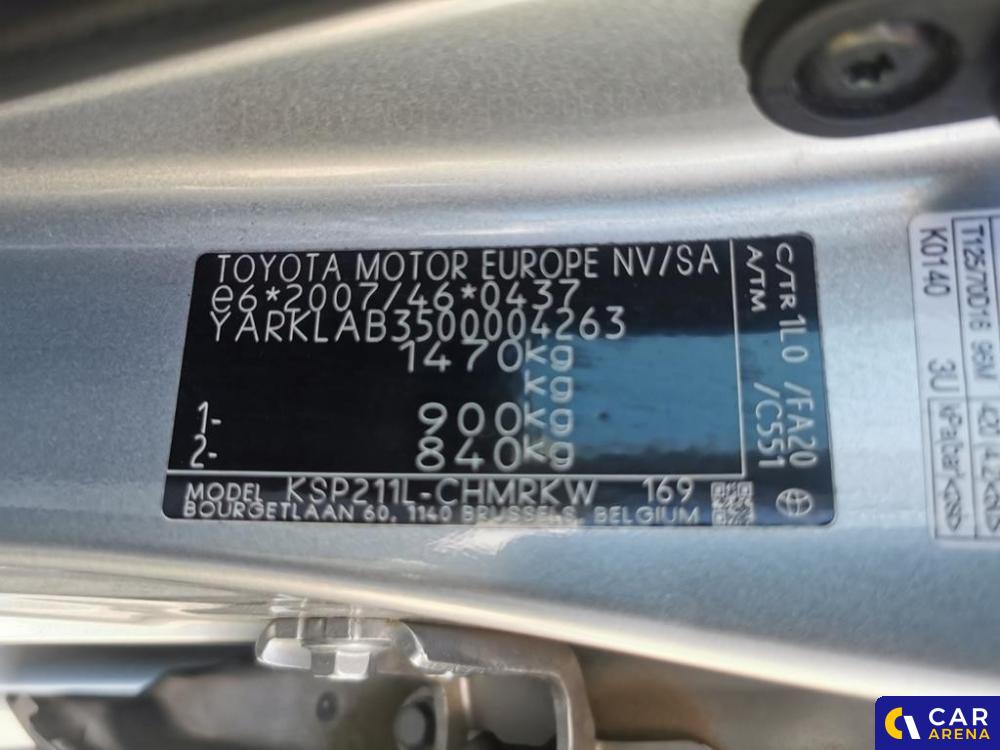 TOYOTA MOTOR EUROPE NV/SA
e6*2007/46*0437
YARKLAB3500004263
1470kg
kg
1- 900kg
2- 840kg
MODEL KSP211L-CHMRKW 169
BOURGETLAAN 60, 1140 BRUSSELS, BELGIUM
C/TR 1L0 /FA20
A/TM /C551
K0140 3U
CAR
ARENA